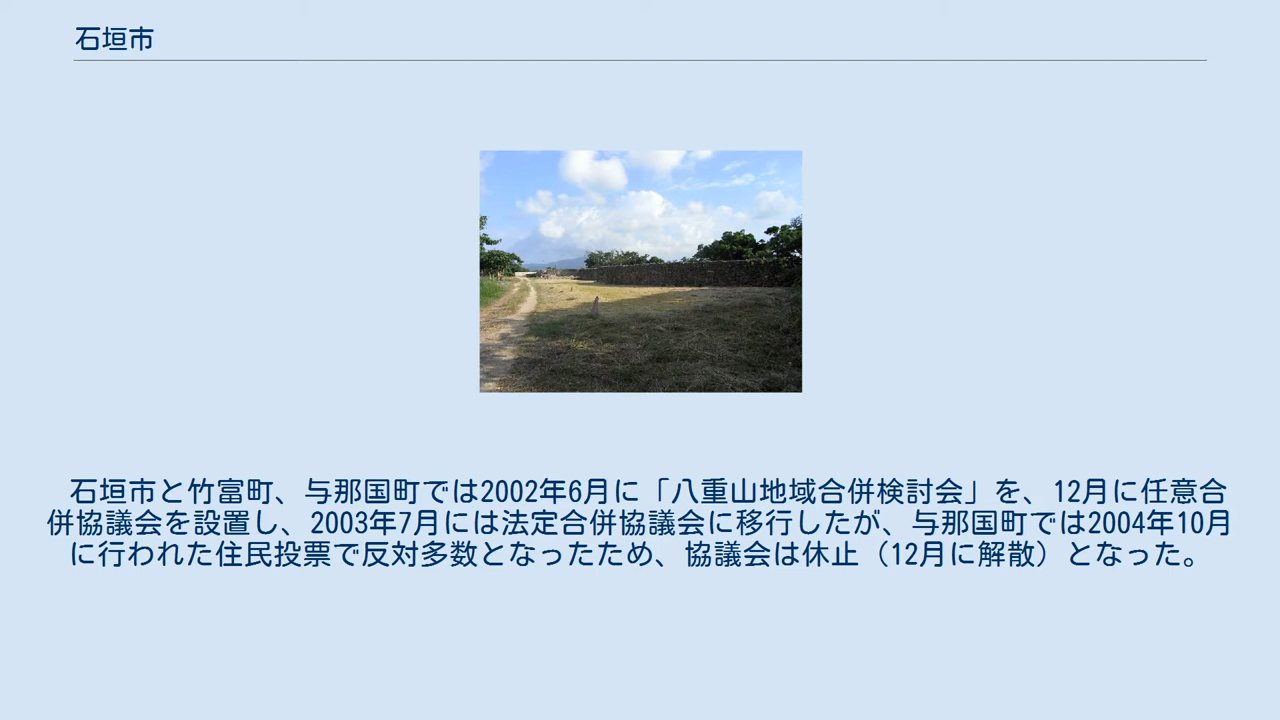 石垣市
石垣市と竹富町、与那国町では2002年6月に「八重山地域合併検討会」を、12月に任意合
併協議会を設置し、2003年7月には法定合併協議会に移行したが、与那国町では2004年10月
に行われた住民投票で反対多数となったため、協議会は休止（12月に解散）となった。